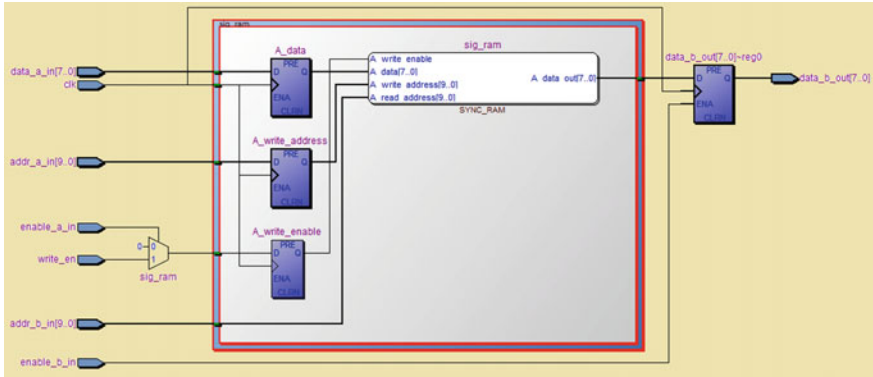 sig_ram
A_data
sig_ram
data_b_out[7..0]~reg0
data_a_in[7..0]
clk
D PRE Q
ENA
CLRN
A write enable
A data[7..0]
A write address[9..0]
A read address[9..0]
A data out[7..0]
SYNC_RAM
D PRE Q
ENA
CLRN
data_b_out[7..0]
A_write_address
addr_a_in[9..0]
D PRE Q
ENA
CLRN
enable_a_in
A_write_enable
0
0
1
write_en
sig_ram
D PRE Q
ENA
CLRN
addr_b_in[9..0]
enable_b_in